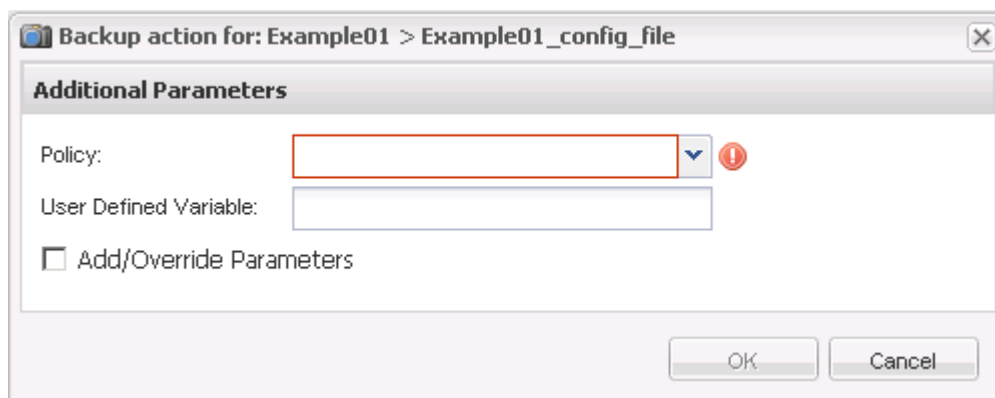 Backup action for: Example01 > Example01_config_file
Additional Parameters
Policy:
User Defined Variable:
Add/Override Parameters
OK Cancel